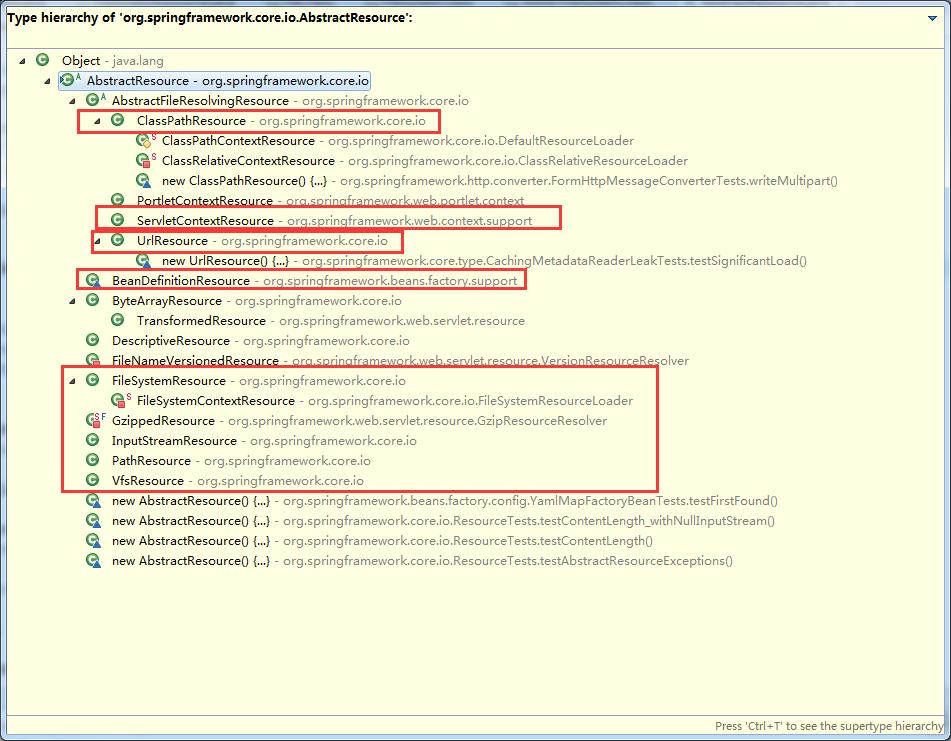 Type hierarchy of 'org.springframework.core.io.AbstractResource':
Object - java.lang
AbstractResource - org.springframework.core.io
AbstractFileResolvingResource - org.springframework.core.io
ClassPathResource - org.springframework.core.io
ClassPathContextResource - org.springframework.core.io.DefaultResourceLoader
ClassRelativeContextResource - org.springframework.core.io.ClassRelativeResourceLoader
new ClassPathResource() {...} - org.springframework.http.converter.FormHttpMessageConverterTests.writeMultipart()
PortletContextResource - org.springframework.web.portlet.context
ServletContextResource - org.springframework.web.context.support
UrlResource - org.springframework.core.io
new UrlResource() {...} - org.springframework.core.type.CachingMetadataReaderLeakTests.testSignificantLoad()
BeanDefinitionResource - org.springframework.beans.factory.support
ByteArrayResource - org.springframework.core.io
TransformedResource - org.springframework.web.servlet.resource
DescriptiveResource - org.springframework.core.io
FileNameVersionedResource - org.springframework.web.servlet.resource.VersionResourceResolver
FileSystemResource - org.springframework.core.io
FileSystemContextResource - org.springframework.core.io.FileSystemResourceLoader
GzippedResource - org.springframework.web.servlet.resource.GzipResourceResolver
InputStreamResource - org.springframework.core.io
PathResource - org.springframework.core.io
VfsResource - org.springframework.core.io
new AbstractResource() {...} - org.springframework.beans.factory.config.YamlMapFactoryBeanTests.testFirstFound()
new AbstractResource() {...} - org.springframework.core.io.ResourceTests.testContentLength_withNullInputStream()
new AbstractResource() {...} - org.springframework.core.io.ResourceTests.testContentLength()
new AbstractResource() {...} - org.springframework.core.io.ResourceTests.testAbstractResourceExceptions()
Press 'Ctrl+T' to see the supertype hierarchy